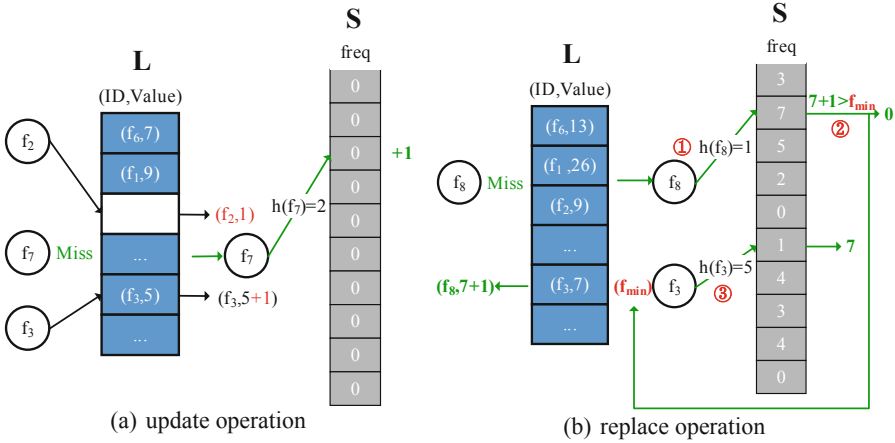 L
(ID,Value)
f2
f7
Miss
f3
(f6,7)
(f1,9)
...
(f3,5)
...
(f2,1)
f7
(f3,5+1)
h(f7)=2
S
freq
0
0
0
0
0
0
0
0
0
0
+1
(a) update operation
L
(ID,Value)
f8
Miss
(f6,13)
(f1 ,26)
(f2,9)
...
(f3,7)
...
(f8,7+1)
(fmin)
f8
f3
①
h(f8)=1
h(f3)=5
③
S
freq
3
7
5
2
0
1
4
3
4
0
7+1>fmin
②
0
7
(b) replace operation